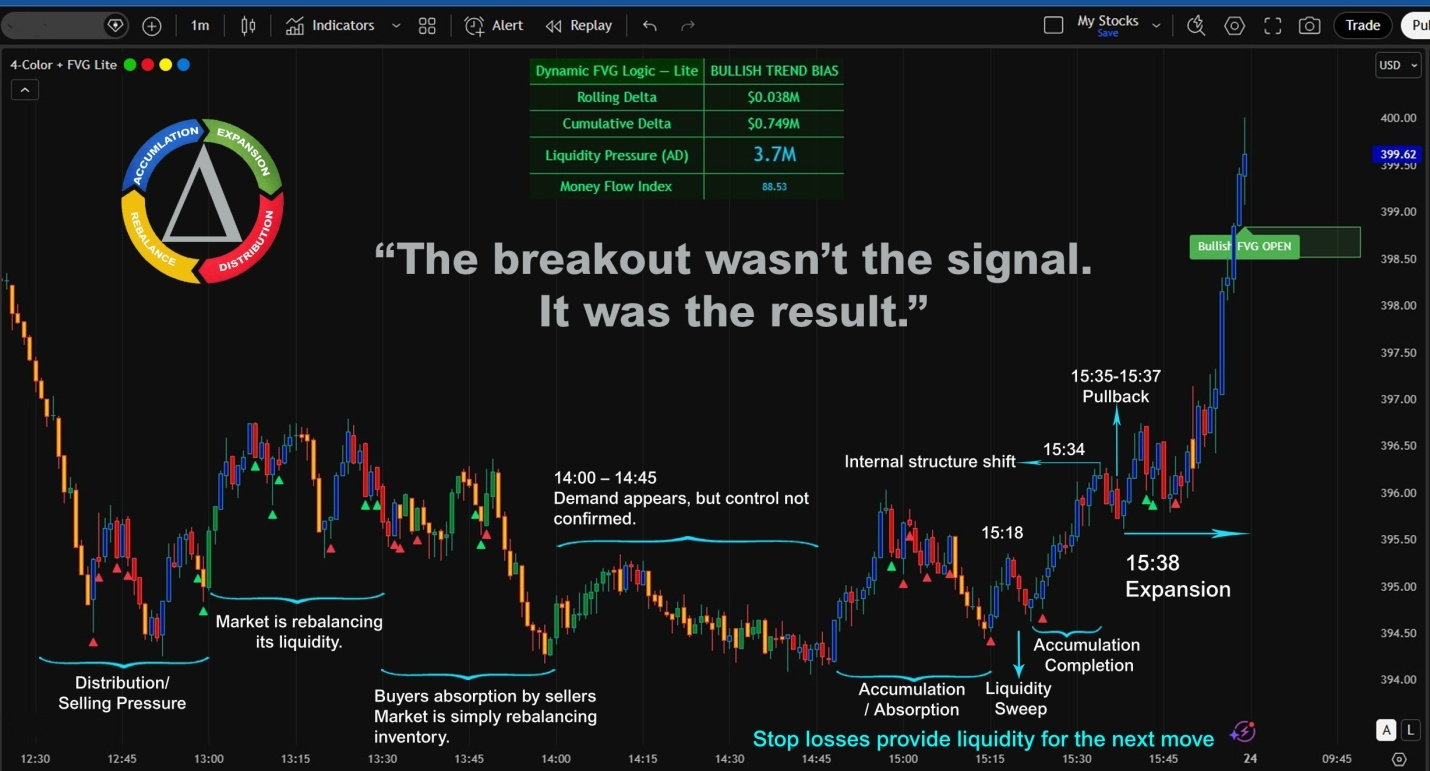 1m
Indicators
Alert
Replay
My Stocks
Save
Trade
Pu
4-Color + FVG Lite
USD
Dynamic FVG Logic – Lite BULLISH TREND BIAS
Rolling Delta $0.038M
Cumulative Delta $0.749M
Liquidity Pressure (AD) 3.7M
Money Flow Index 88.53
ACCUMLATION
EXPANSION
DISTRIBUTION
REBALANCE
“The breakout wasn’t the signal.
It was the result.”
Bullish FVG OPEN
400.00
399.62
399.50
399.00
398.50
398.00
397.50
397.00
396.50
396.00
395.50
395.00
394.50
394.00
15:35-15:37
Pullback
15:34
Internal structure shift
14:00 – 14:45
Demand appears, but control not
confirmed.
15:18
15:38
Expansion
Market is rebalancing
its liquidity.
Distribution/
Selling Pressure
Buyers absorption by sellers
Market is simply rebalancing
inventory.
Accumulation
/ Absorption
Liquidity
Sweep
Accumulation
Completion
Stop losses provide liquidity for the next move
A L
12:30 12:45 13:00 13:15 13:30 13:45 14:00 14:15 14:30 14:45 15:00 15:15 15:30 15:45 24 09:45